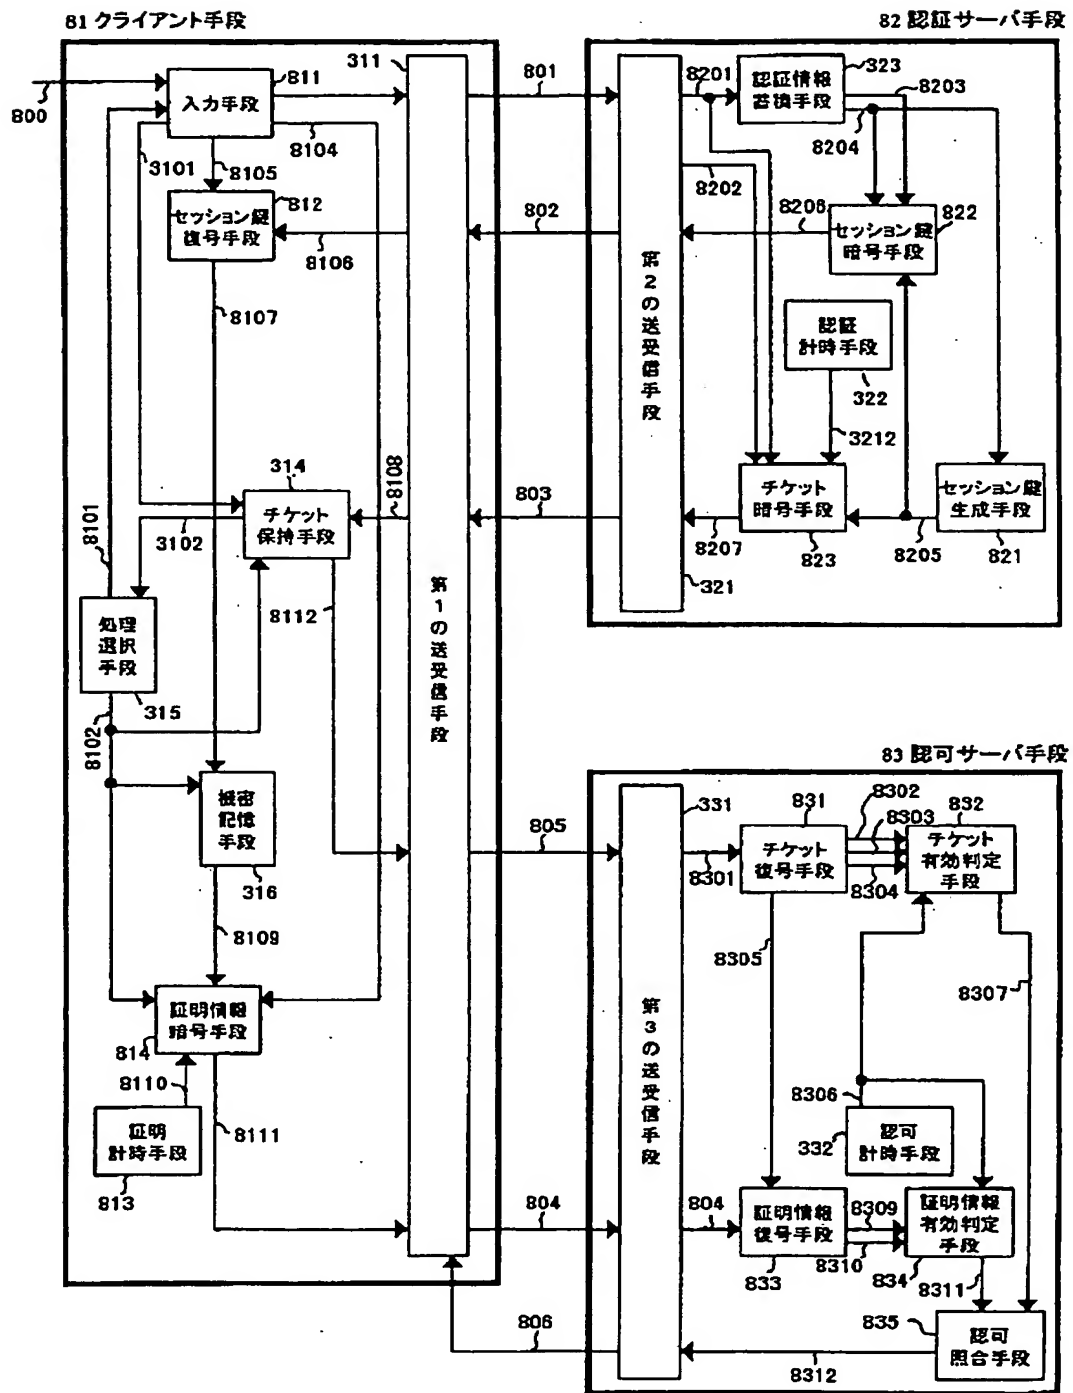 81 クライアント手段
82 認証サーバ手段
311
811
入力手段
800
801
8201
323
認証情報
蓄積手段
8203
8204
3101
8104
8105
8202
812
セッション鍵
復号手段
8106
802
8206
822
セッション鍵
暗号手段
第2の送受信手段
8107
認証
計時手段
322
3212
314
チケット
保持手段
8108
803
チケット
暗号手段
823
8207
8205
セッション鍵
生成手段
821
8101
3102
321
8112
第1の送受信手段
処理
選択
手段
315
8102
83 認可サーバ手段
機密
記憶
手段
316
805
331
8301
831
チケット
復号手段
8302
8303
8304
832
チケット
有効判定
手段
8109
8305
8307
証明情報
暗号手段
814
第3の送受信手段
8110
8111
8306
証明
計時手段
813
332
認可
計時手段
804
804
証明情報
復号手段
833
8309
8310
証明情報
有効判定
手段
834
8311
806
835
認可
照合手段
8312